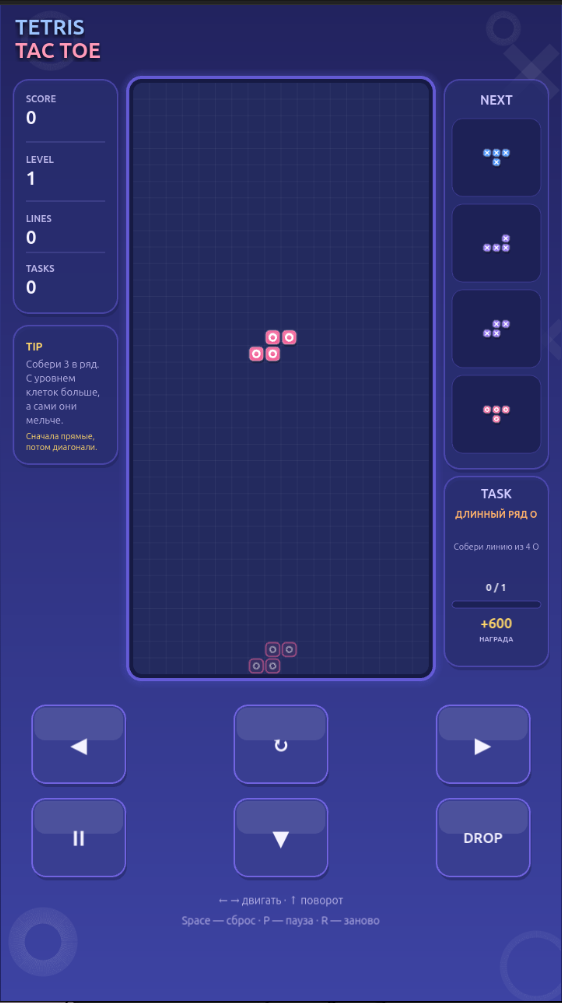 TETRIS
TAC TOE
SCORE
0
LEVEL
1
LINES
0
TASKS
0
TIP
Собери 3 в ряд.
С уровнем
клеток больше,
а сами они
мельче.
Сначала прямые,
потом диагонали.
NEXT
TASK
ДЛИННЫЙ РЯД О
Собери линию из 4 О
0 / 1
+600
НАГРАДА
DROP
← → двигать · ↑ поворот
Space — сброс · P — пауза · R — заново